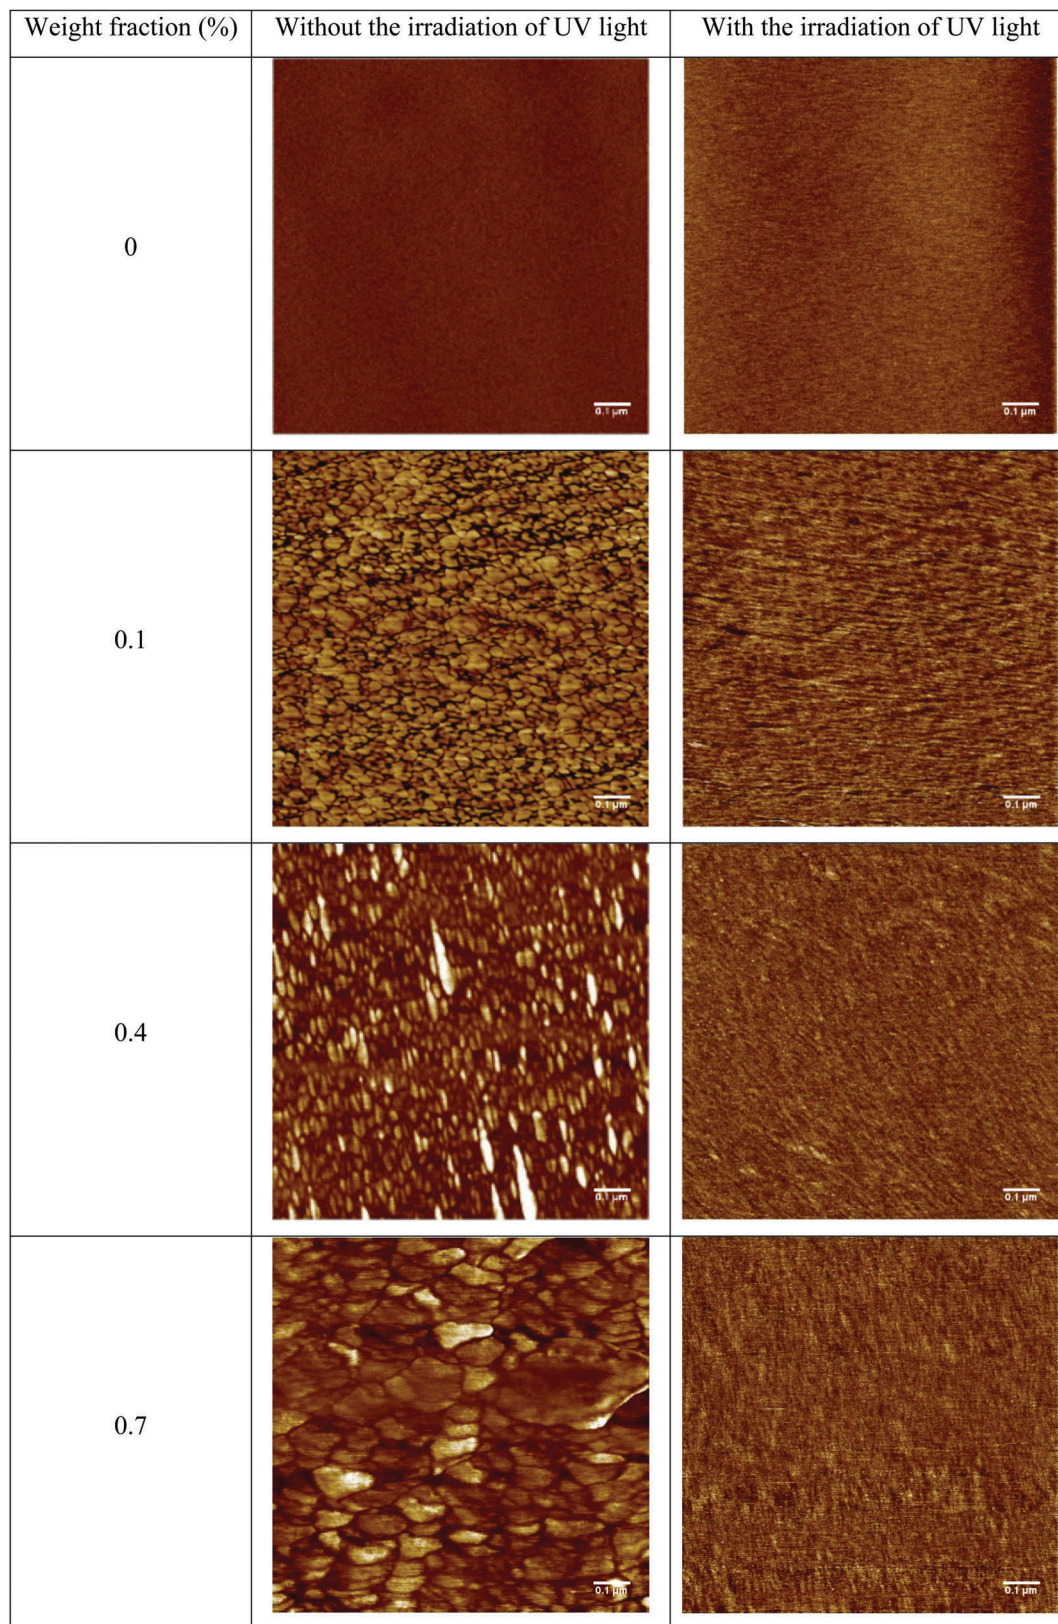 Weight fraction (%) Without the irradiation of UV light With the irradiation of UV light
0
0.1 µm 0.1 µm
0.1
0.1 µm 0.1 µm
0.4
0.1 µm 0.1 µm
0.7
0.1 µm 0.1 µm